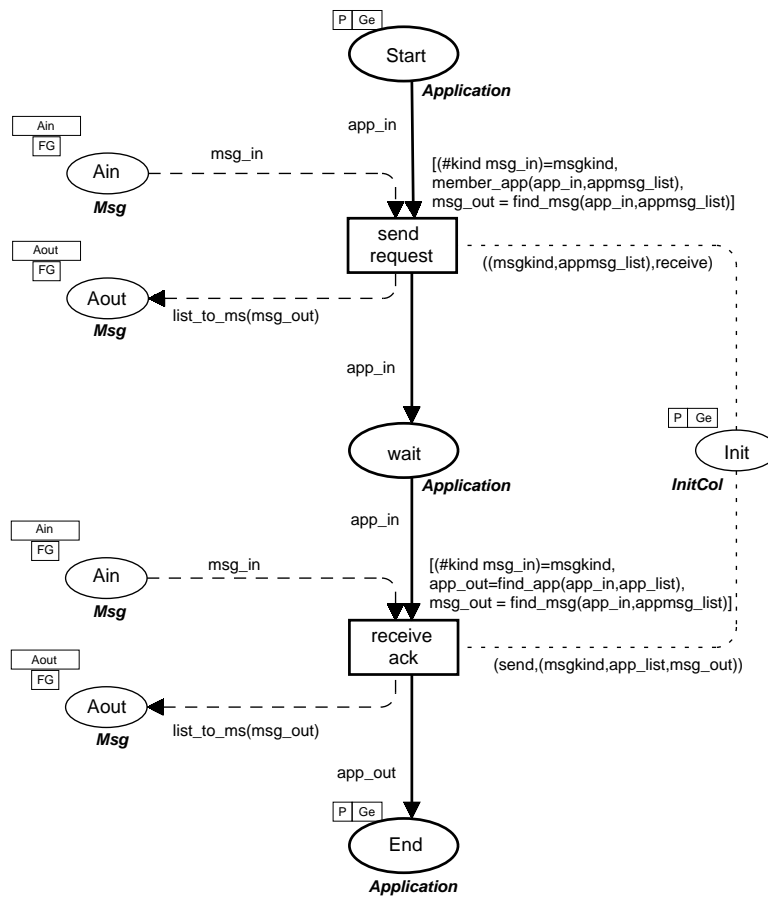 P Ge
Start
Application
app_in
Ain
FG
Ain
Msg
msg_in
[(#kind msg_in)=msgkind,
member_app(app_in,appmsg_list),
msg_out = find_msg(app_in,appmsg_list)]
send
request
((msgkind,appmsg_list),receive)
Aout
FG
Aout
Msg
list_to_ms(msg_out)
app_in
P Ge
Init
InitCol
wait
Application
app_in
Ain
FG
Ain
Msg
msg_in
[(#kind msg_in)=msgkind,
app_out=find_app(app_in,app_list),
msg_out = find_msg(app_in,appmsg_list)]
receive
ack
(send,(msgkind,app_list,msg_out))
Aout
FG
Aout
Msg
list_to_ms(msg_out)
app_out
P Ge
End
Application